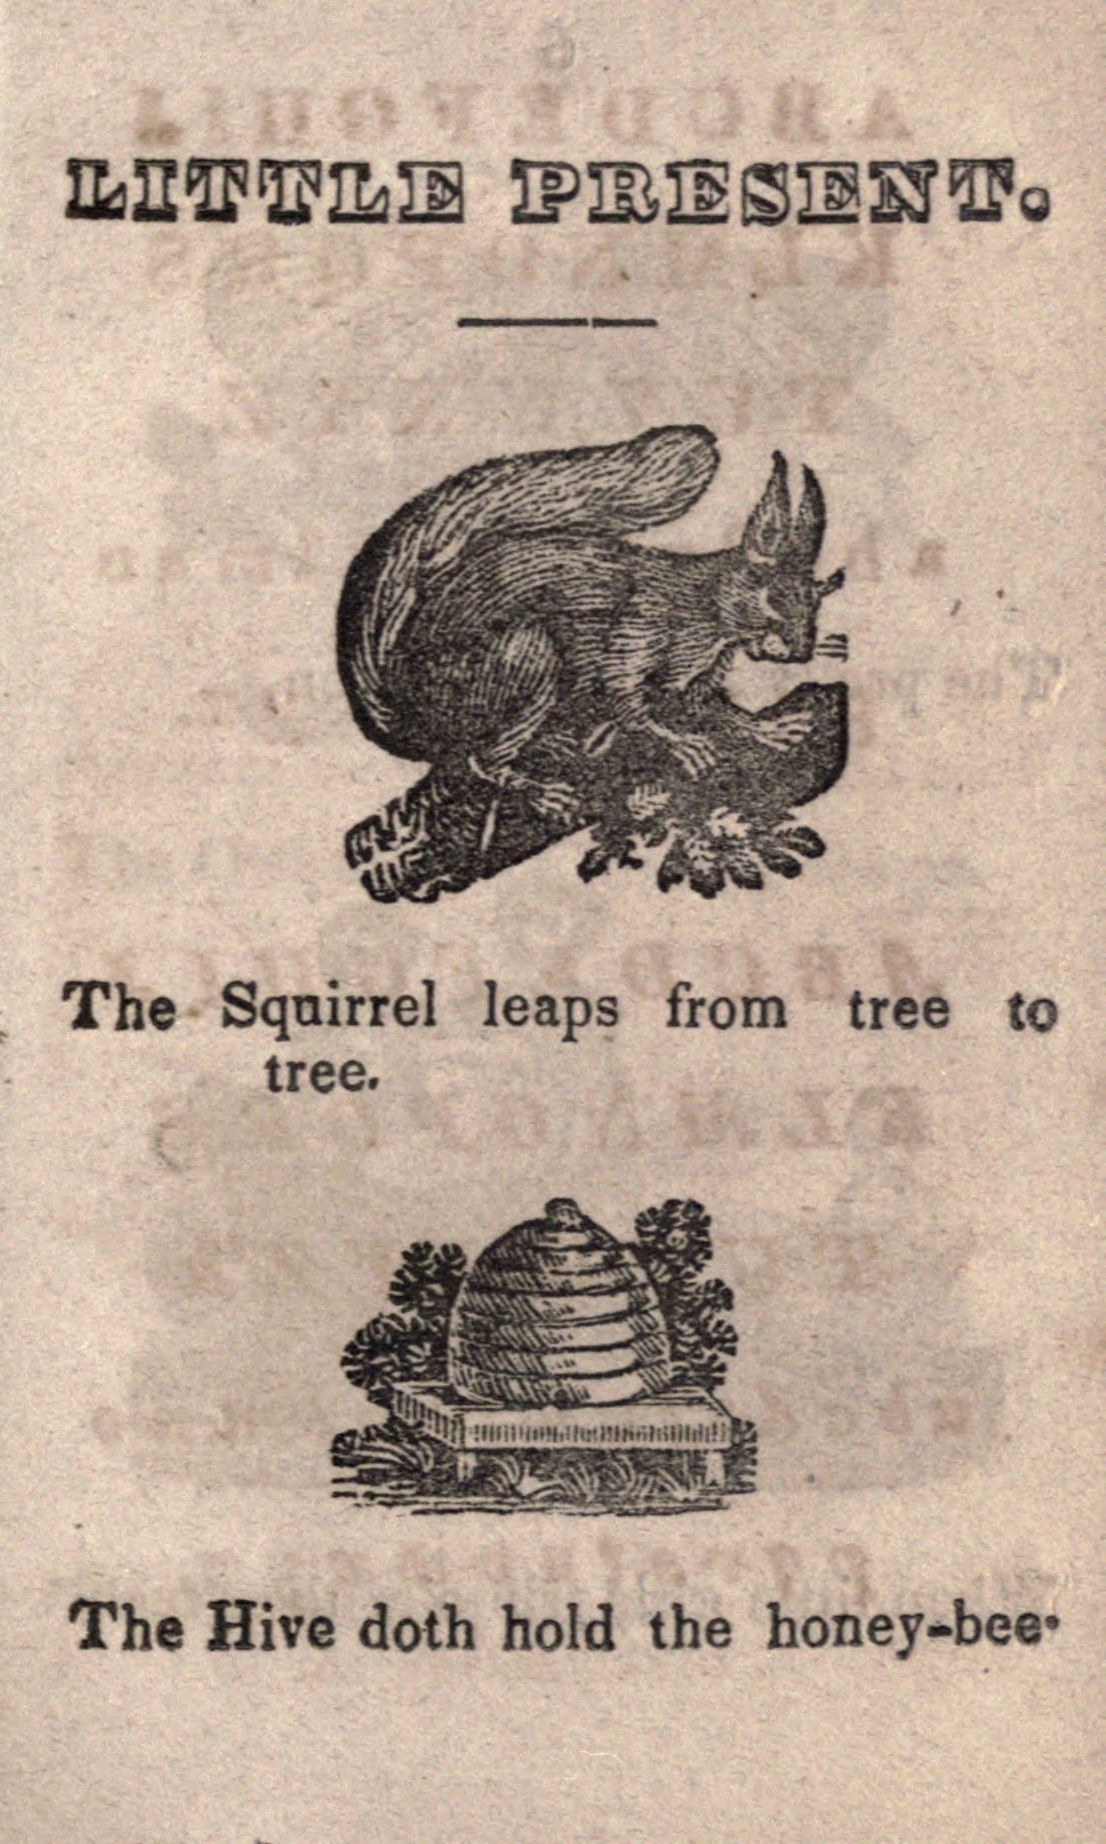 LITTLE PRESENT.
The Squirrel leaps from tree to
tree.
The Hive doth hold the honey-bee.